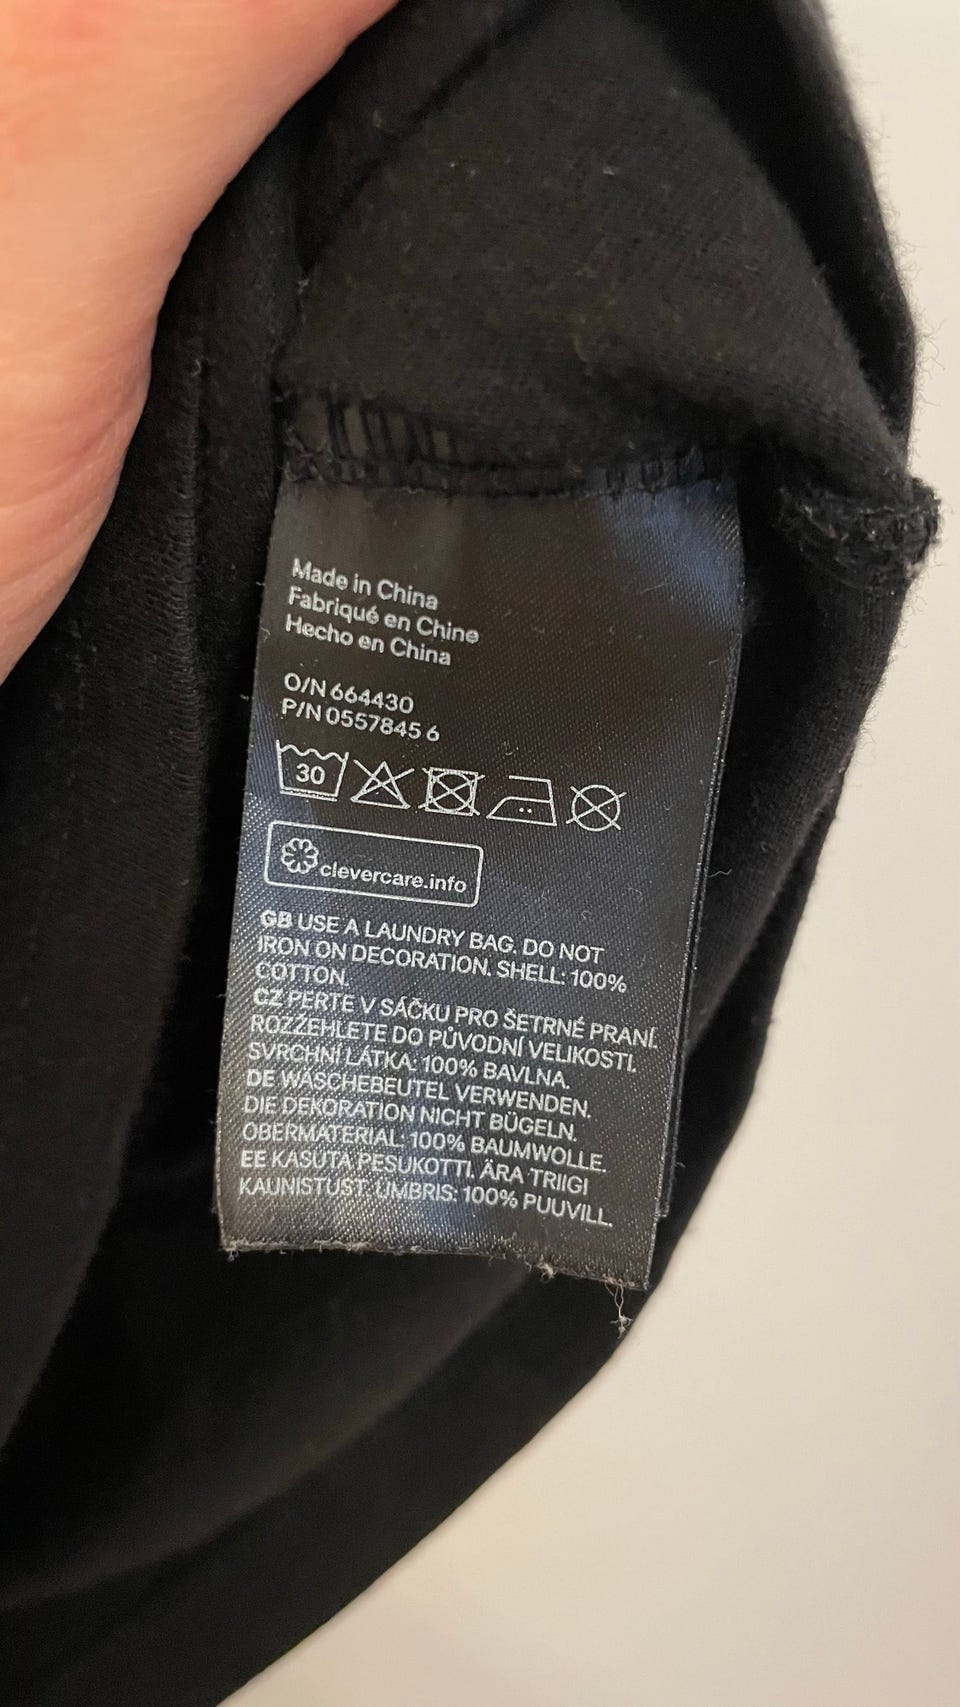 Made in China
Fabriqué en Chine
Hecho en China
O/N 664430
P/N 0557845 6
30
clevercare.info
GB USE A LAUNDRY BAG. DO NOT
IRON ON DECORATION. SHELL: 100%
COTTON.
CZ PERTE V SÁČKU PRO ŠETRNÉ PRANÍ.
ROZŽEHLETE DO PŮVODNÍ VELIKOSTI.
SVRCHNÍ LÁTKA: 100% BAVLNA.
DE WÄSCHEBEUTEL VERWENDEN.
DIE DEKORATION NICHT BÜGELN.
OBERMATERIAL: 100% BAUMWOLLE.
EE KASUTA PESUKOTTI. ÄRA TRIIGI
KAUNISTUST. ÜMBRIS: 100% PUUVILL.